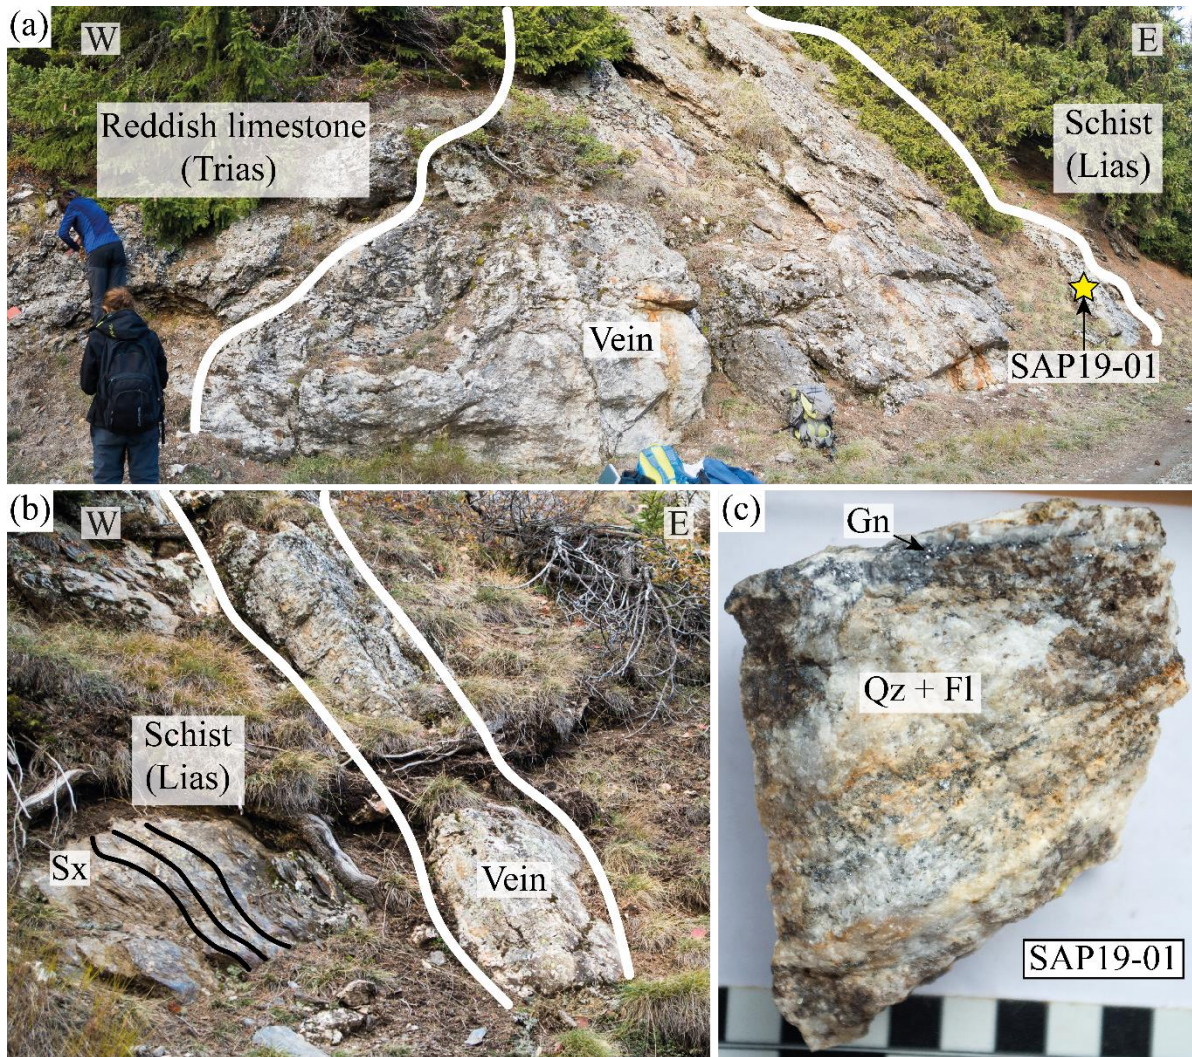 (a)
W
E
Reddish limestone
(Trias)
Schist
(Lias)
Vein
SAP19-01
(b)
W
E
Schist
(Lias)
Sx
Vein
(c)
Gn
Qz + Fl
SAP19-01